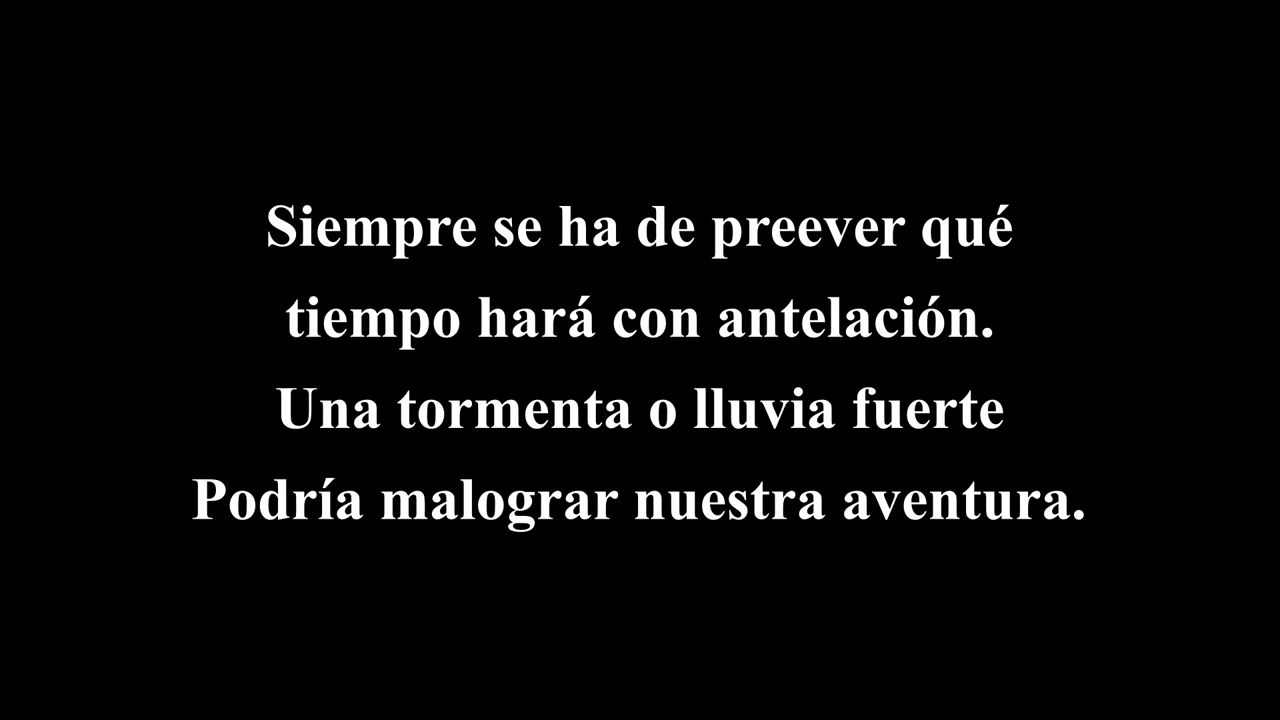 Siempre se ha de preever qué
tiempo hará con antelación.
Una tormenta o lluvia fuerte
Podría malograr nuestra aventura.